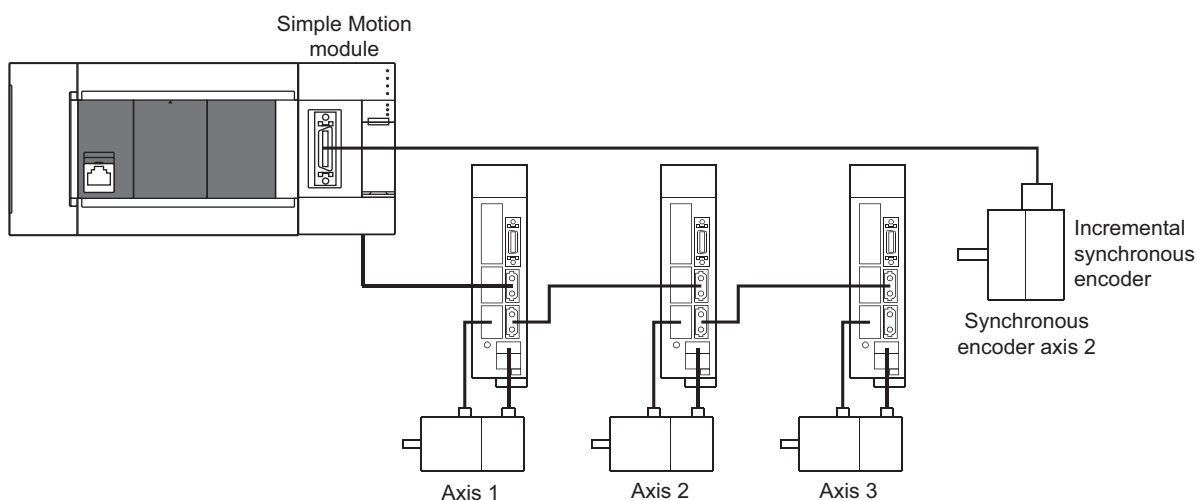 Simple Motion
module
Incremental
synchronous
encoder
Synchronous
encoder axis 2
Axis 1
Axis 2
Axis 3